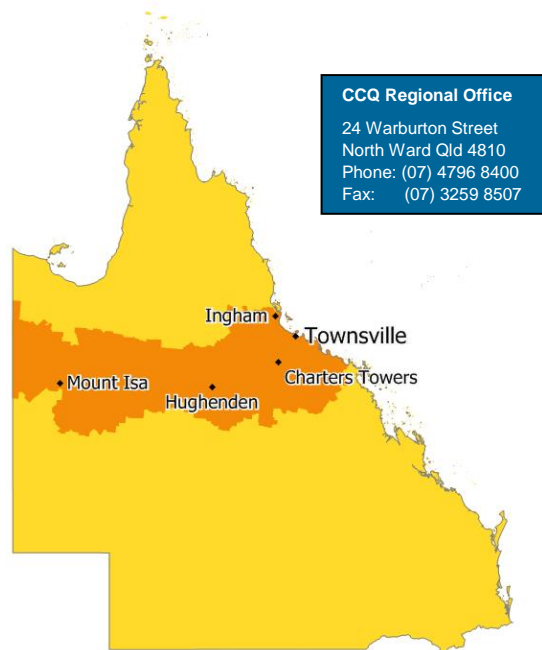 CCQ Regional Office
24 Warburton Street
North Ward Qld 4810
Phone: (07) 4796 8400
Fax: (07) 3259 8507
Ingham
Townsville
Charters Towers
Mount Isa
Hughenden